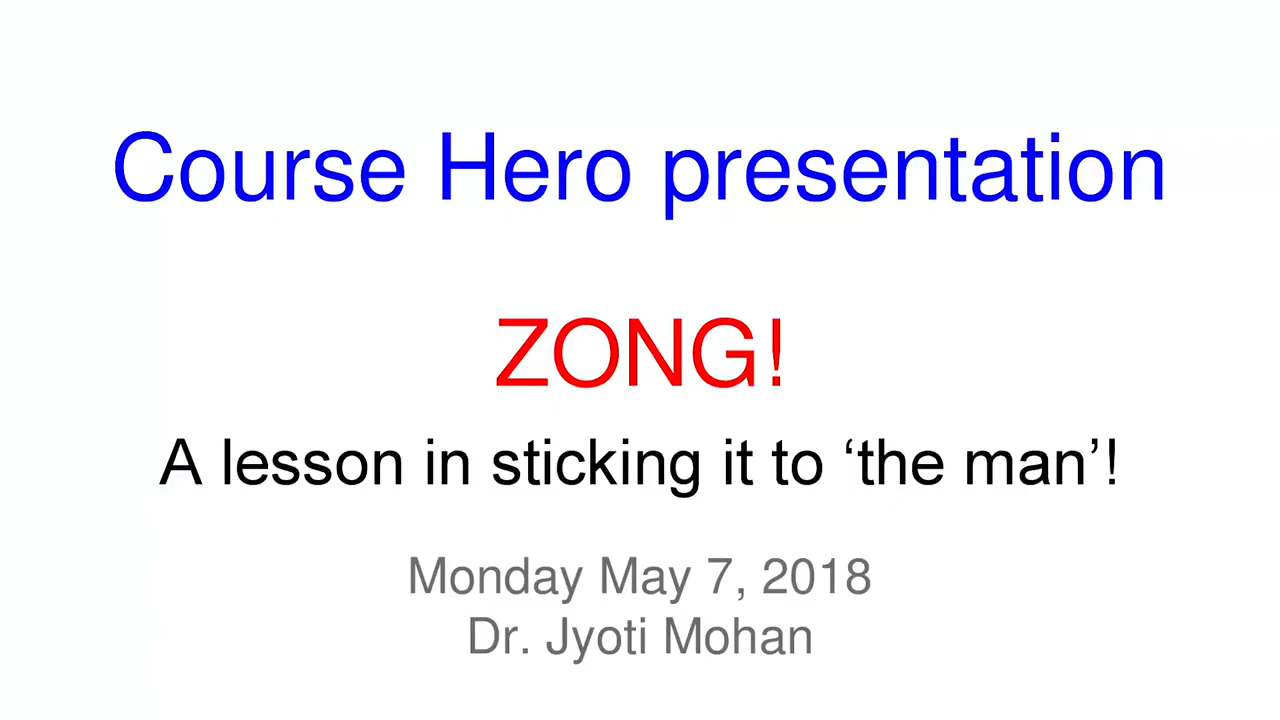 Course Hero presentation
ZONG!
A lesson in sticking it to ‘the man’!
Monday May 7, 2018
Dr. Jyoti Mohan